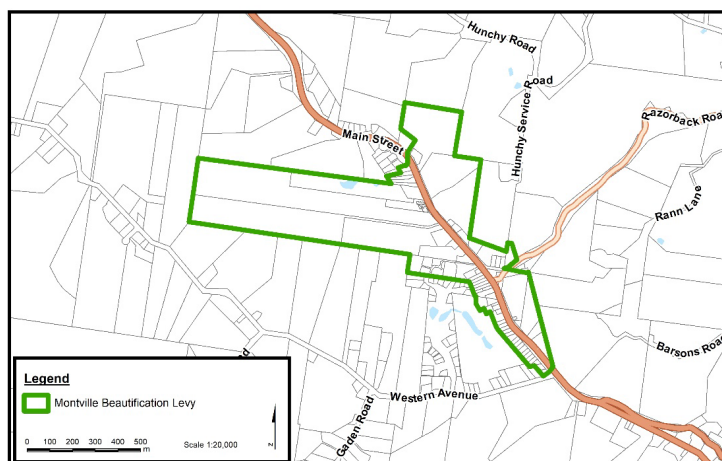 Hunchy Road
Hunchy Service Road
Razorback Road
Main Street
Rann Lane
Barsons Road
Western Avenue
Gaden Road
Legend
Montville Beautification Levy
0 100 200 300 400 500
m
Scale 1:20,000
N